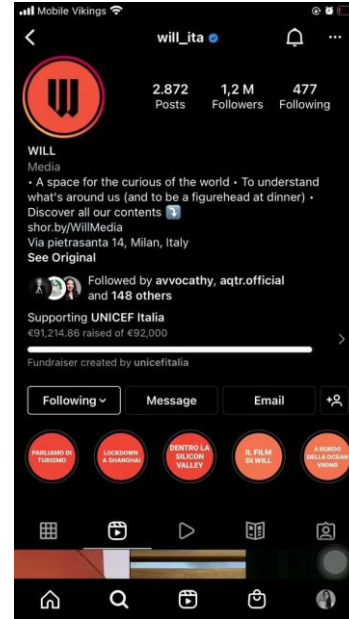 Mobile Vikings
will_ita
W
2.872 1,2 M 477
Posts Followers Following
WILL
Media
• A space for the curious of the world • To understand
what's around us (and to be a figurehead at dinner) •
Discover all our contents ⤵️
shor.by/WillMedia
Via pietrasanta 14, Milan, Italy
See Original
Followed by avvocathy, aqtr.official
and 148 others
Supporting UNICEF Italia
€91,214.86 raised of €92,000
Fundraiser created by unicefitalia
Following Message Email
PARLIAMO DI
TURISMO
LOCKDOWN
A SHANGHAI
DENTRO LA
SILICON
VALLEY
IL FILM
DI WILL
A BORDO
DELLA OCEAN
VIKING